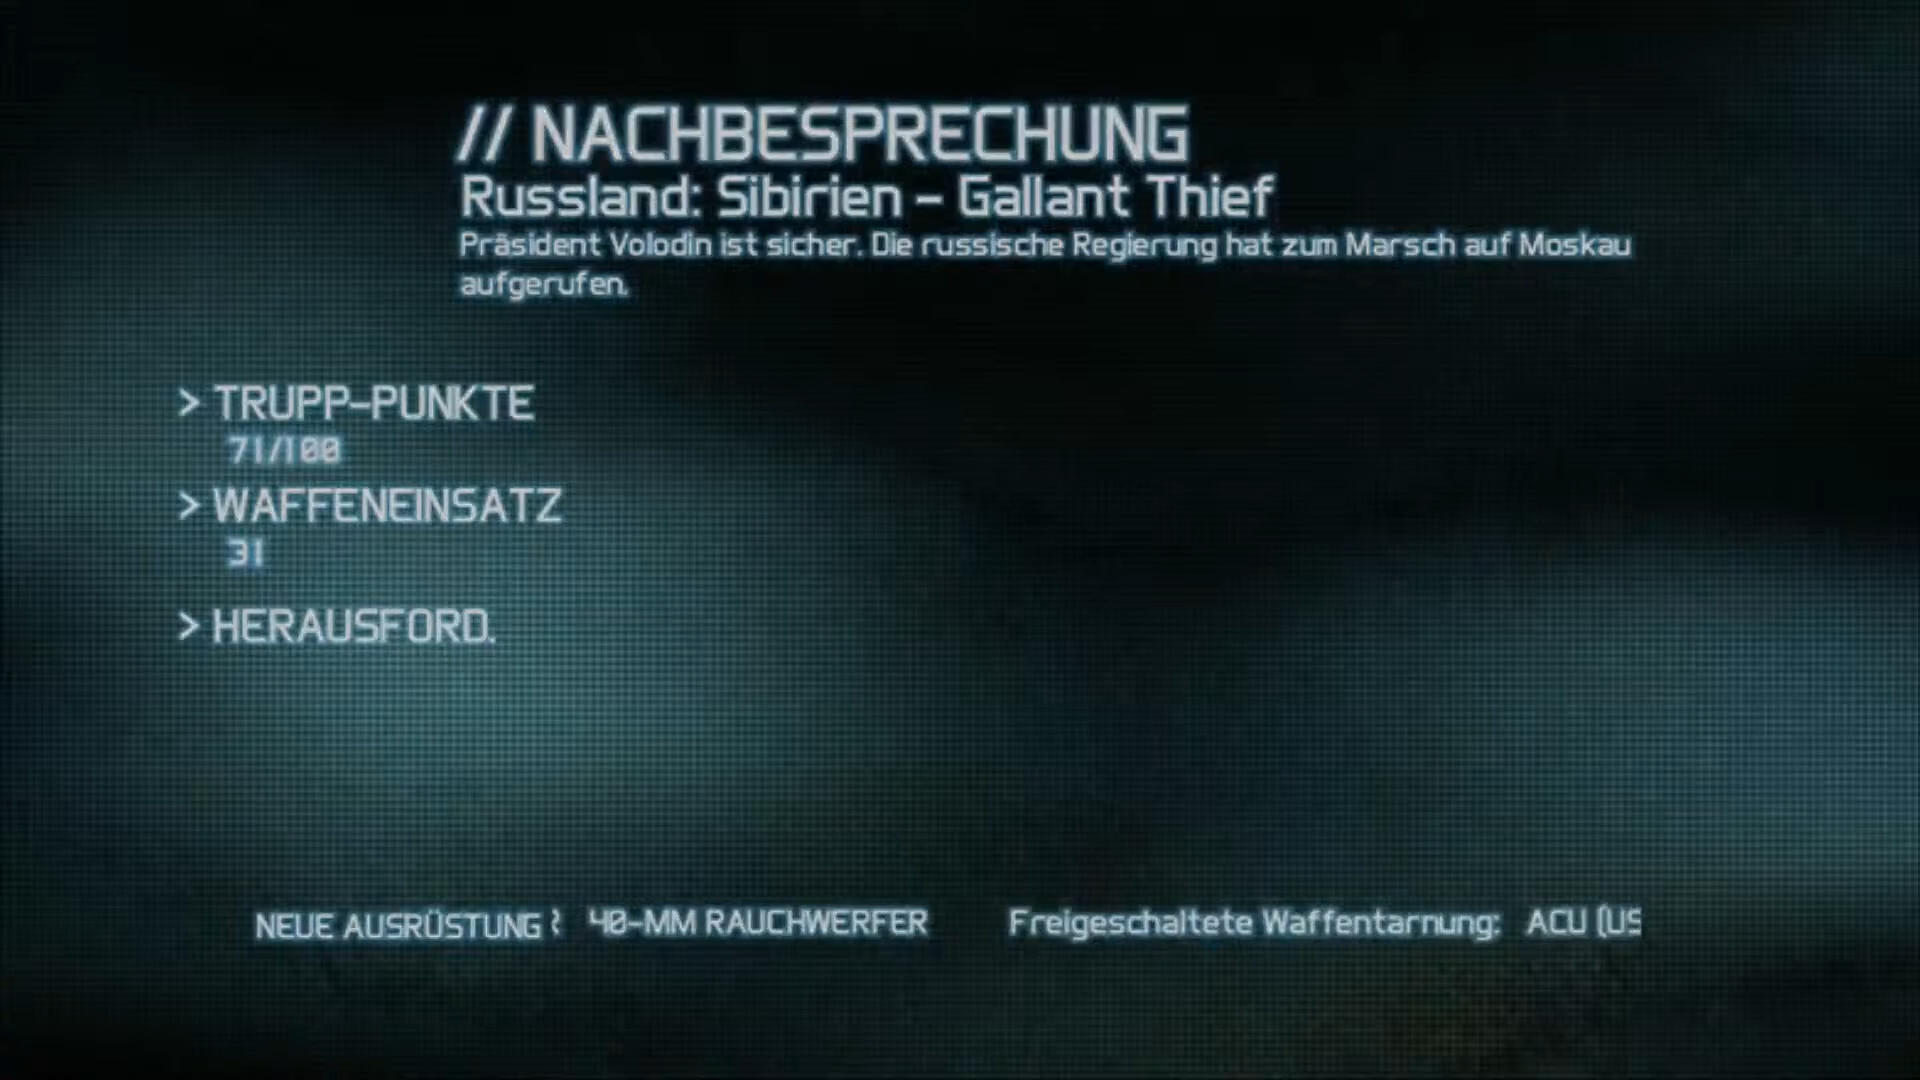 // NACHBESPRECHUNG
Russland: Sibirien – Gallant Thief
Präsident Volodin ist sicher. Die russische Regierung hat zum Marsch auf Moskau
aufgerufen.
> TRUPP-PUNKTE
71/100
> WAFFENEINSATZ
31
> HERAUSFORD.
NEUE AUSRÜSTUNG 40-MM RAUCHWERFER Freigeschaltete Waffentarnung: ACU (US